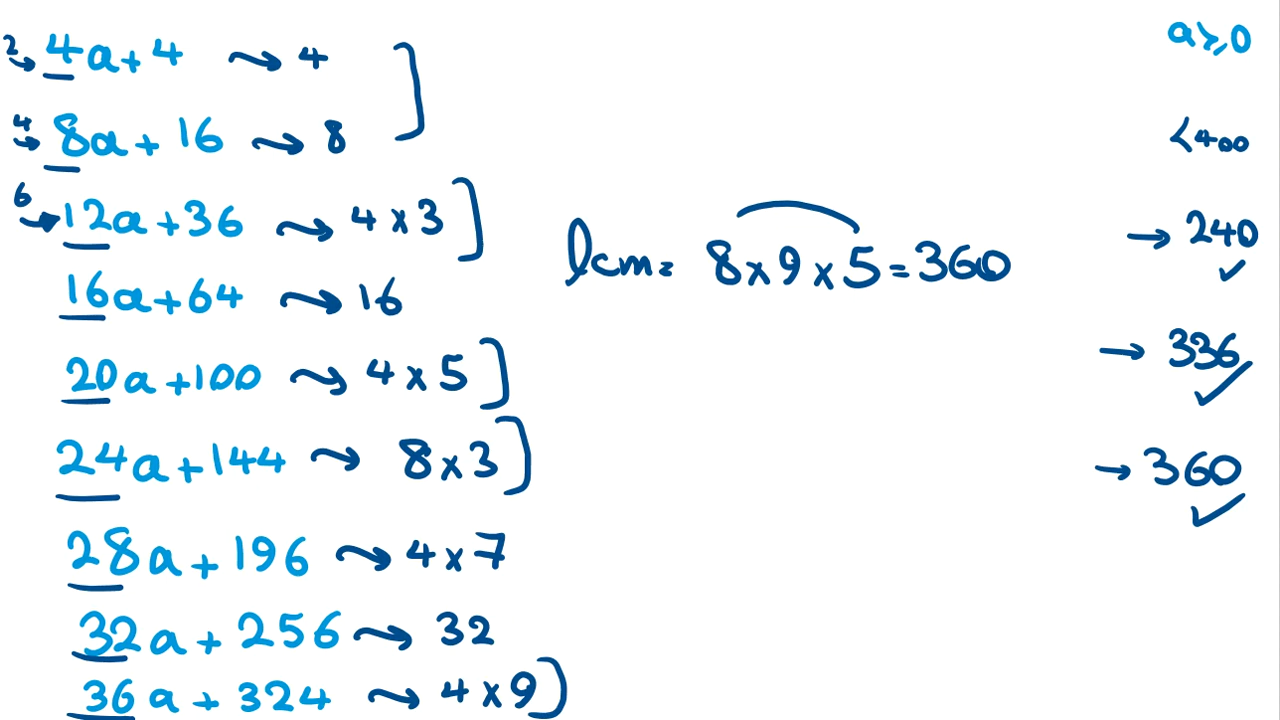 2 → 4a+4 ⇝ 4
4 → 8a+16 ⇝ 8
6 → 12a+36 ⇝ 4×3
16a+64 ⇝ 16
20a+100 ⇝ 4×5
24a+144 ⇝ 8×3
28a+196 ⇝ 4×7
32a+256 ⇝ 32
36a+324 ⇝ 4×9
lcm= 8×9×5=360
a⩾0
<400
→ 240 ✓
→ 336 ✓
→ 360 ✓